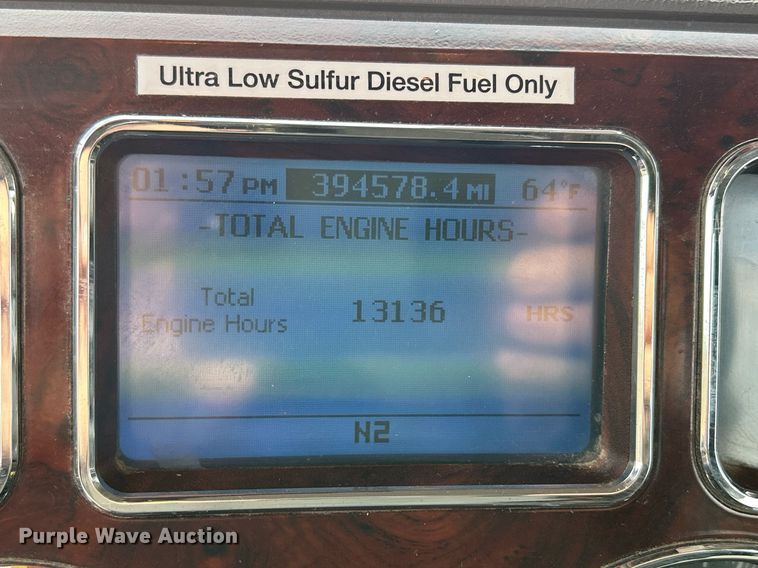 Ultra Low Sulfur Diesel Fuel Only
01:57 PM 394578.4 MI 64°F
-TOTAL ENGINE HOURS-
Total
Engine Hours 13136 HRS
N2
Purple Wave Auction